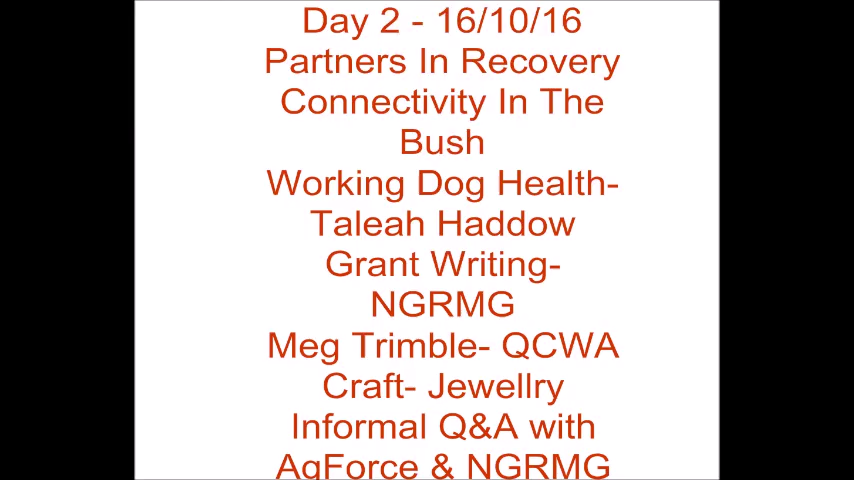 Day 2 - 16/10/16
Partners In Recovery
Connectivity In The
Bush
Working Dog Health-
Taleah Haddow
Grant Writing-
NGRMG
Meg Trimble- QCWA
Craft- Jewellry
Informal Q&A with
AgForce & NGRMG